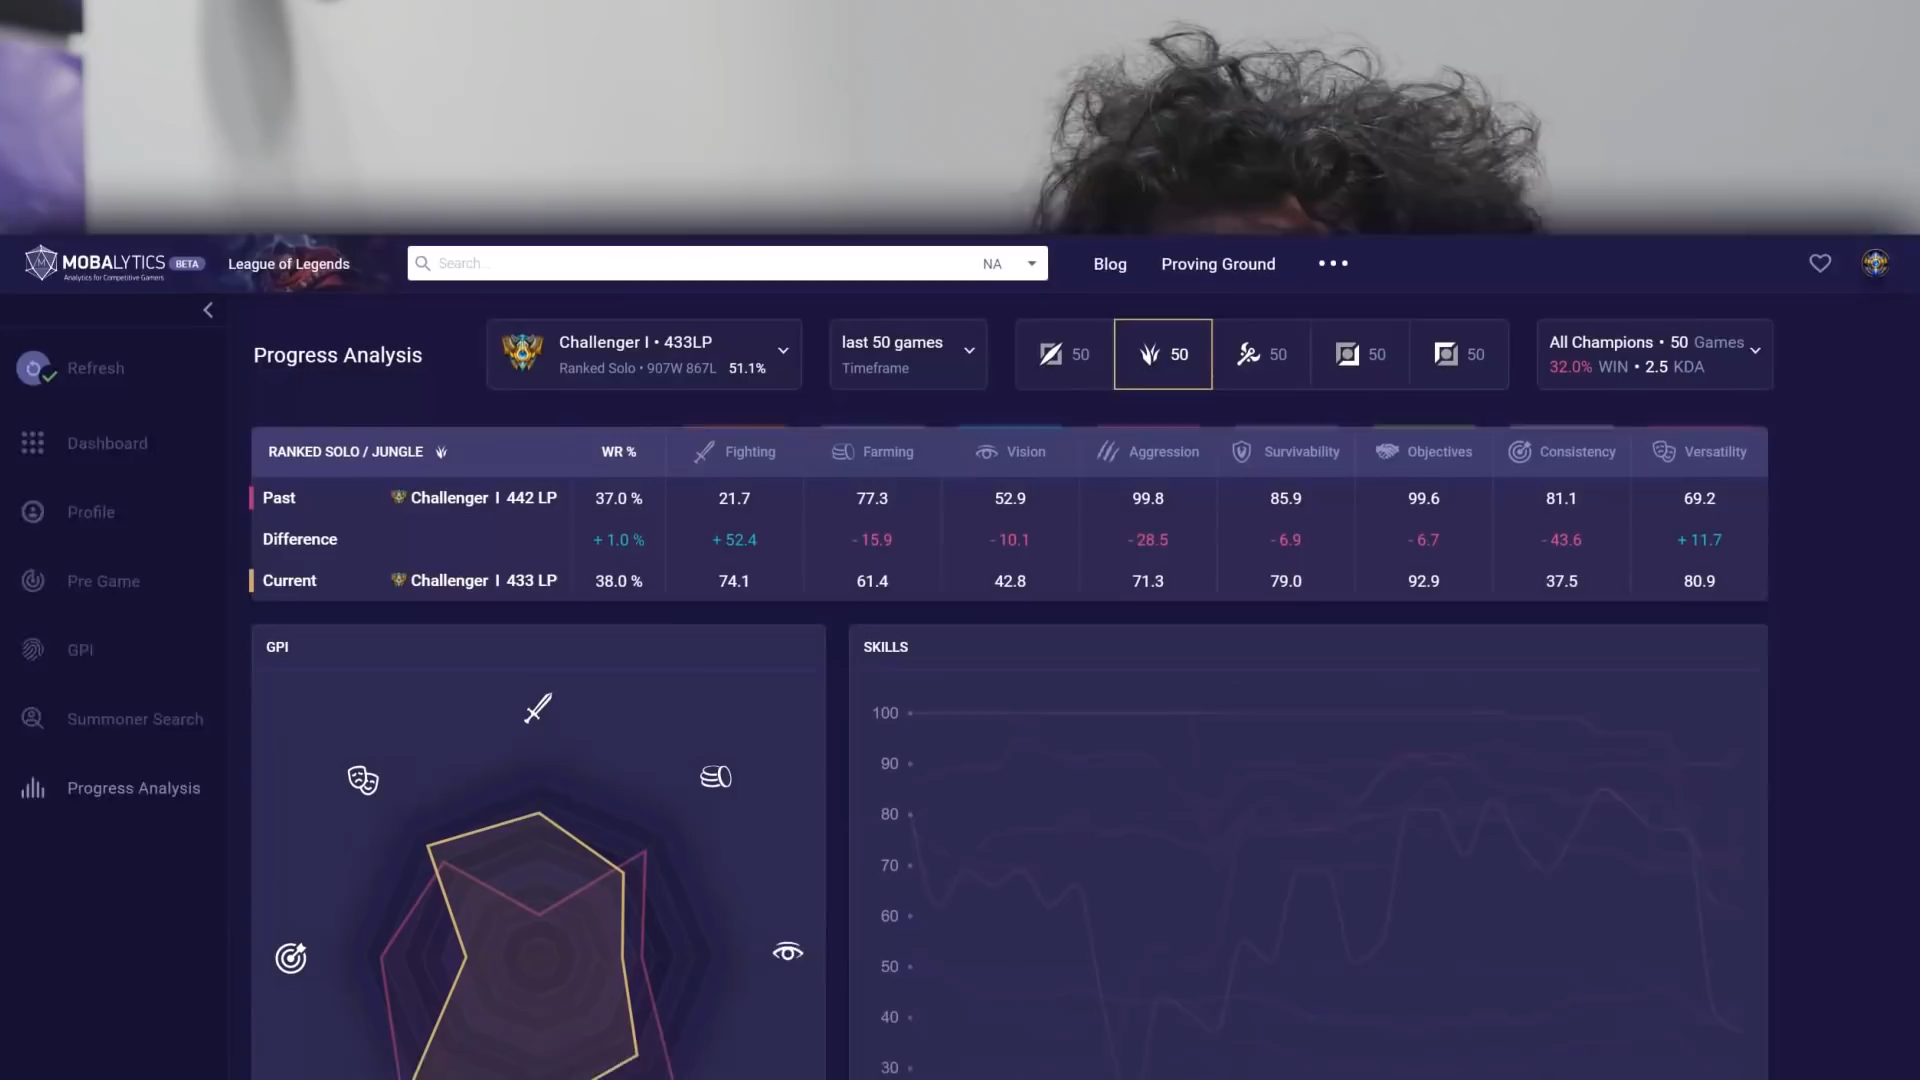 MOBALYTICS BETA
Analytics for Competitive Gamers
League of Legends
Search...
NA
Blog
Proving Ground
Refresh
Dashboard
Profile
Pre Game
GPI
Summoner Search
Progress Analysis
Progress Analysis
Challenger I • 433LP
Ranked Solo • 907W 867L 51.1%
last 50 games
Timeframe
50
50
50
50
50
All Champions • 50 Games
32.0% WIN • 2.5 KDA
RANKED SOLO / JUNGLE WR % Fighting Farming Vision Aggression Survivability Objectives Consistency Versatility
Past Challenger I 442 LP 37.0 % 21.7 77.3 52.9 99.8 85.9 99.6 81.1 69.2
Difference + 1.0 % + 52.4 - 15.9 - 10.1 - 28.5 - 6.9 - 6.7 - 43.6 + 11.7
Current Challenger I 433 LP 38.0 % 74.1 61.4 42.8 71.3 79.0 92.9 37.5 80.9
GPI
SKILLS
100
90
80
70
60
50
40
30